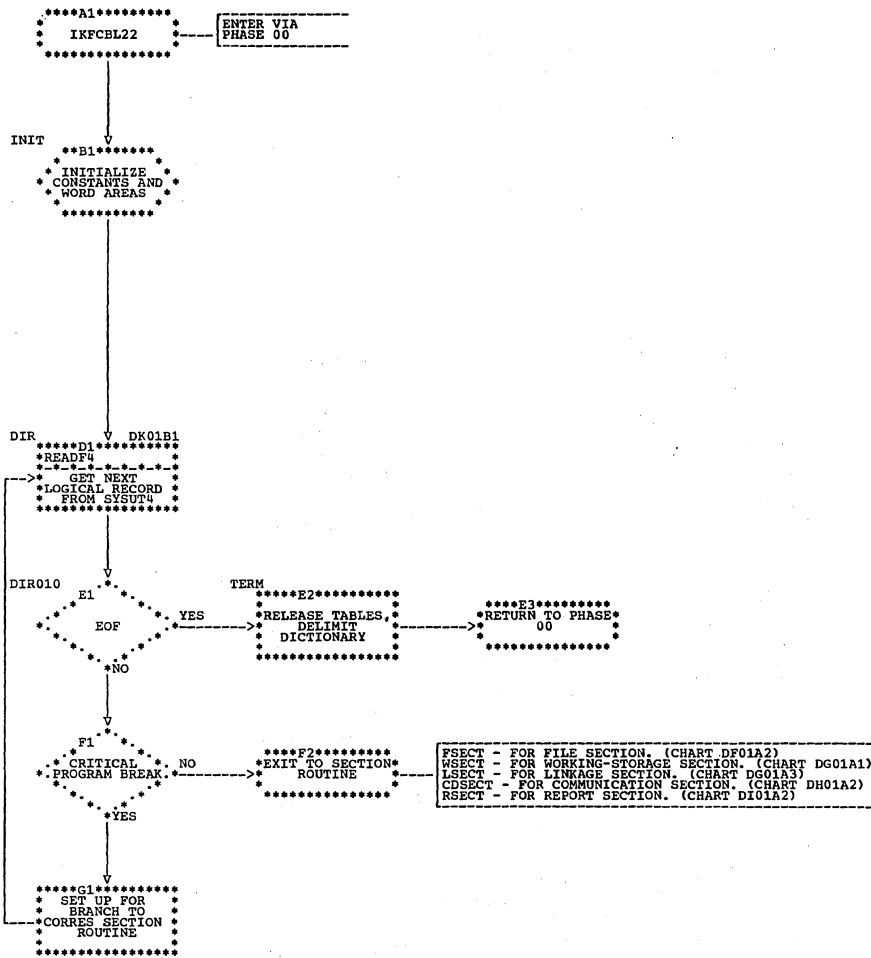 A1
IKFCBL22
ENTER VIA
PHASE 00
INIT
B1
INITIALIZE
CONSTANTS AND
WORD AREAS
DIR
D1
DK01B1
READF4
GET NEXT
LOGICAL RECORD
FROM SYSUT4
DIR010
E1
EOF
YES
NO
TERM
E2
RELEASE TABLES,
DELIMIT
DICTIONARY
E3
RETURN TO PHASE
00
F1
CRITICAL
PROGRAM BREAK
NO
YES
F2
EXIT TO SECTION
ROUTINE
FSECT - FOR FILE SECTION. (CHART DF01A2)
WSECT - FOR WORKING-STORAGE SECTION. (CHART DG01A1)
LSECT - FOR LINKAGE SECTION. (CHART DG01A3)
CDSECT - FOR COMMUNICATION SECTION. (CHART DH01A2)
RSECT - FOR REPORT SECTION. (CHART DI01A2)
G1
SET UP FOR
BRANCH TO
CORRES SECTION
ROUTINE